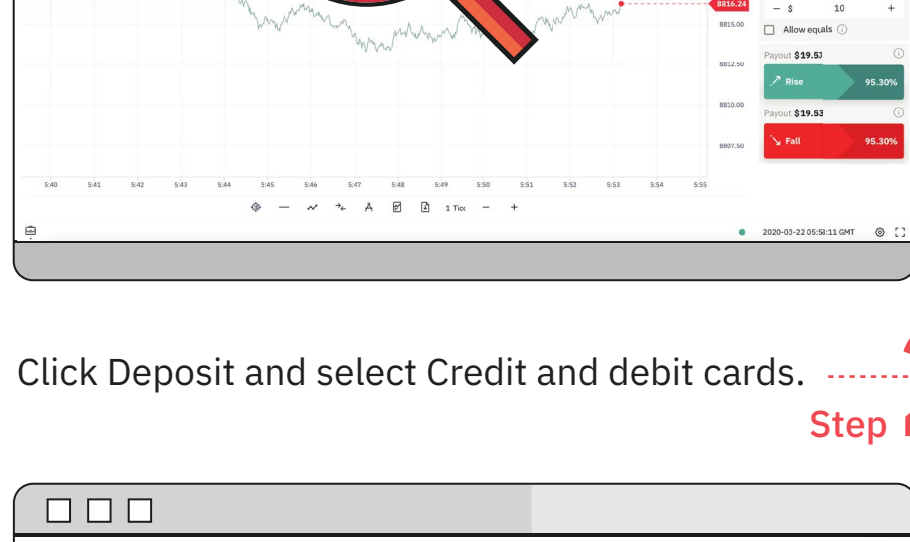 8816.24
8815.00
8812.50
8810.00
8807.50
− $ 10 +
Allow equals
Payout $19.53
Rise 95.30%
Payout $19.53
Fall 95.30%
5:40 5:41 5:42 5:43 5:44 5:45 5:46 5:47 5:48 5:49 5:50 5:51 5:52 5:53 5:54 5:55
1 Tick − +
2020-03-22 05:53:11 GMT
Click Deposit and select Credit and debit cards.
Step